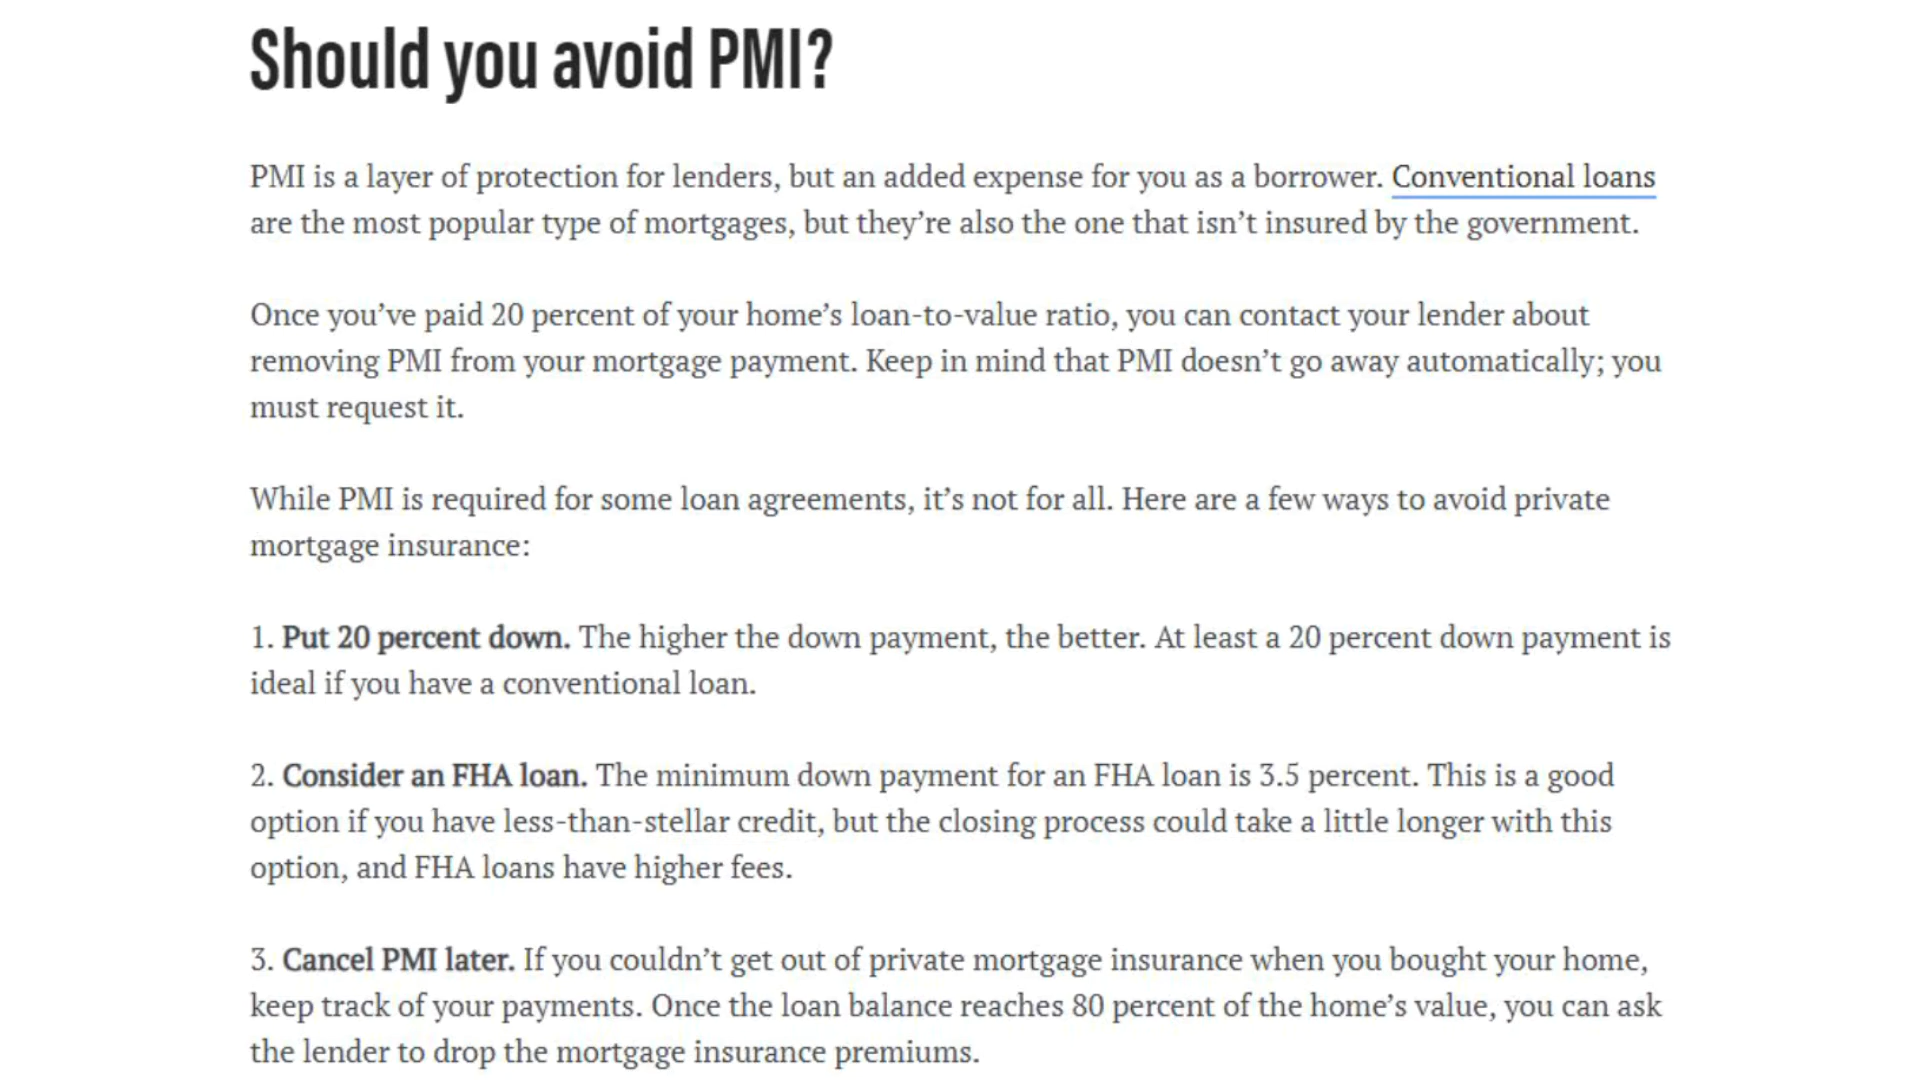 Should you avoid PMI?
PMI is a layer of protection for lenders, but an added expense for you as a borrower. Conventional loans
are the most popular type of mortgages, but they’re also the one that isn’t insured by the government.
Once you’ve paid 20 percent of your home’s loan-to-value ratio, you can contact your lender about
removing PMI from your mortgage payment. Keep in mind that PMI doesn’t go away automatically; you
must request it.
While PMI is required for some loan agreements, it’s not for all. Here are a few ways to avoid private
mortgage insurance:
1. Put 20 percent down. The higher the down payment, the better. At least a 20 percent down payment is
ideal if you have a conventional loan.
2. Consider an FHA loan. The minimum down payment for an FHA loan is 3.5 percent. This is a good
option if you have less-than-stellar credit, but the closing process could take a little longer with this
option, and FHA loans have higher fees.
3. Cancel PMI later. If you couldn’t get out of private mortgage insurance when you bought your home,
keep track of your payments. Once the loan balance reaches 80 percent of the home’s value, you can ask
the lender to drop the mortgage insurance premiums.